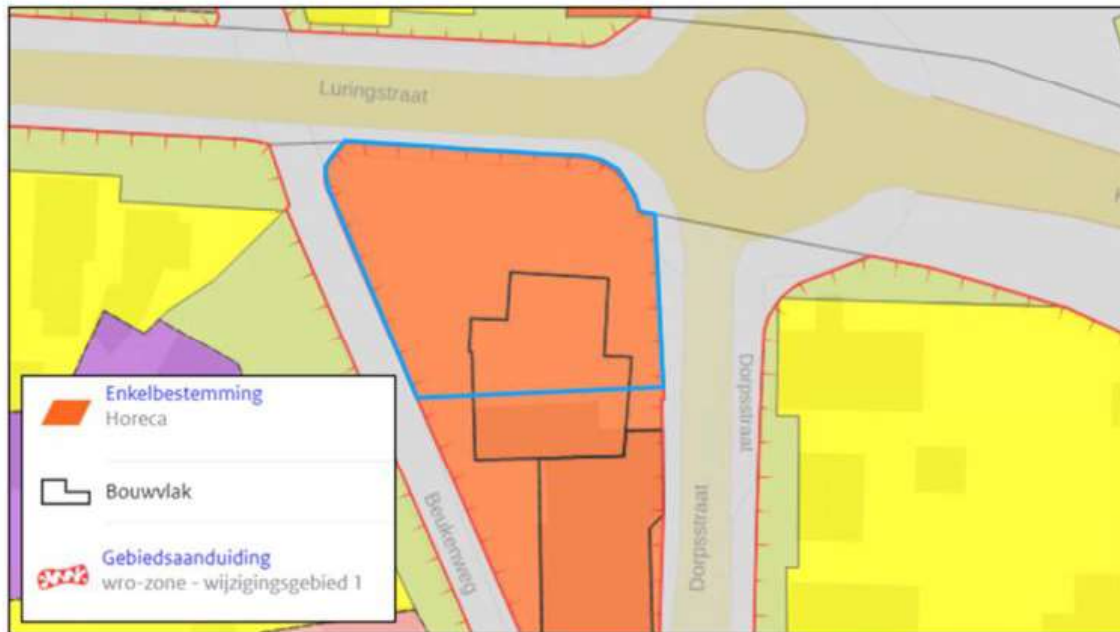 Luringstraat
Dorpsstraat
Dorpsstraat
Beukenweg
Enkelbestemming
Horeca
Bouwvlak
Gebiedsaanduiding
wro-zone - wijzigingsgebied 1